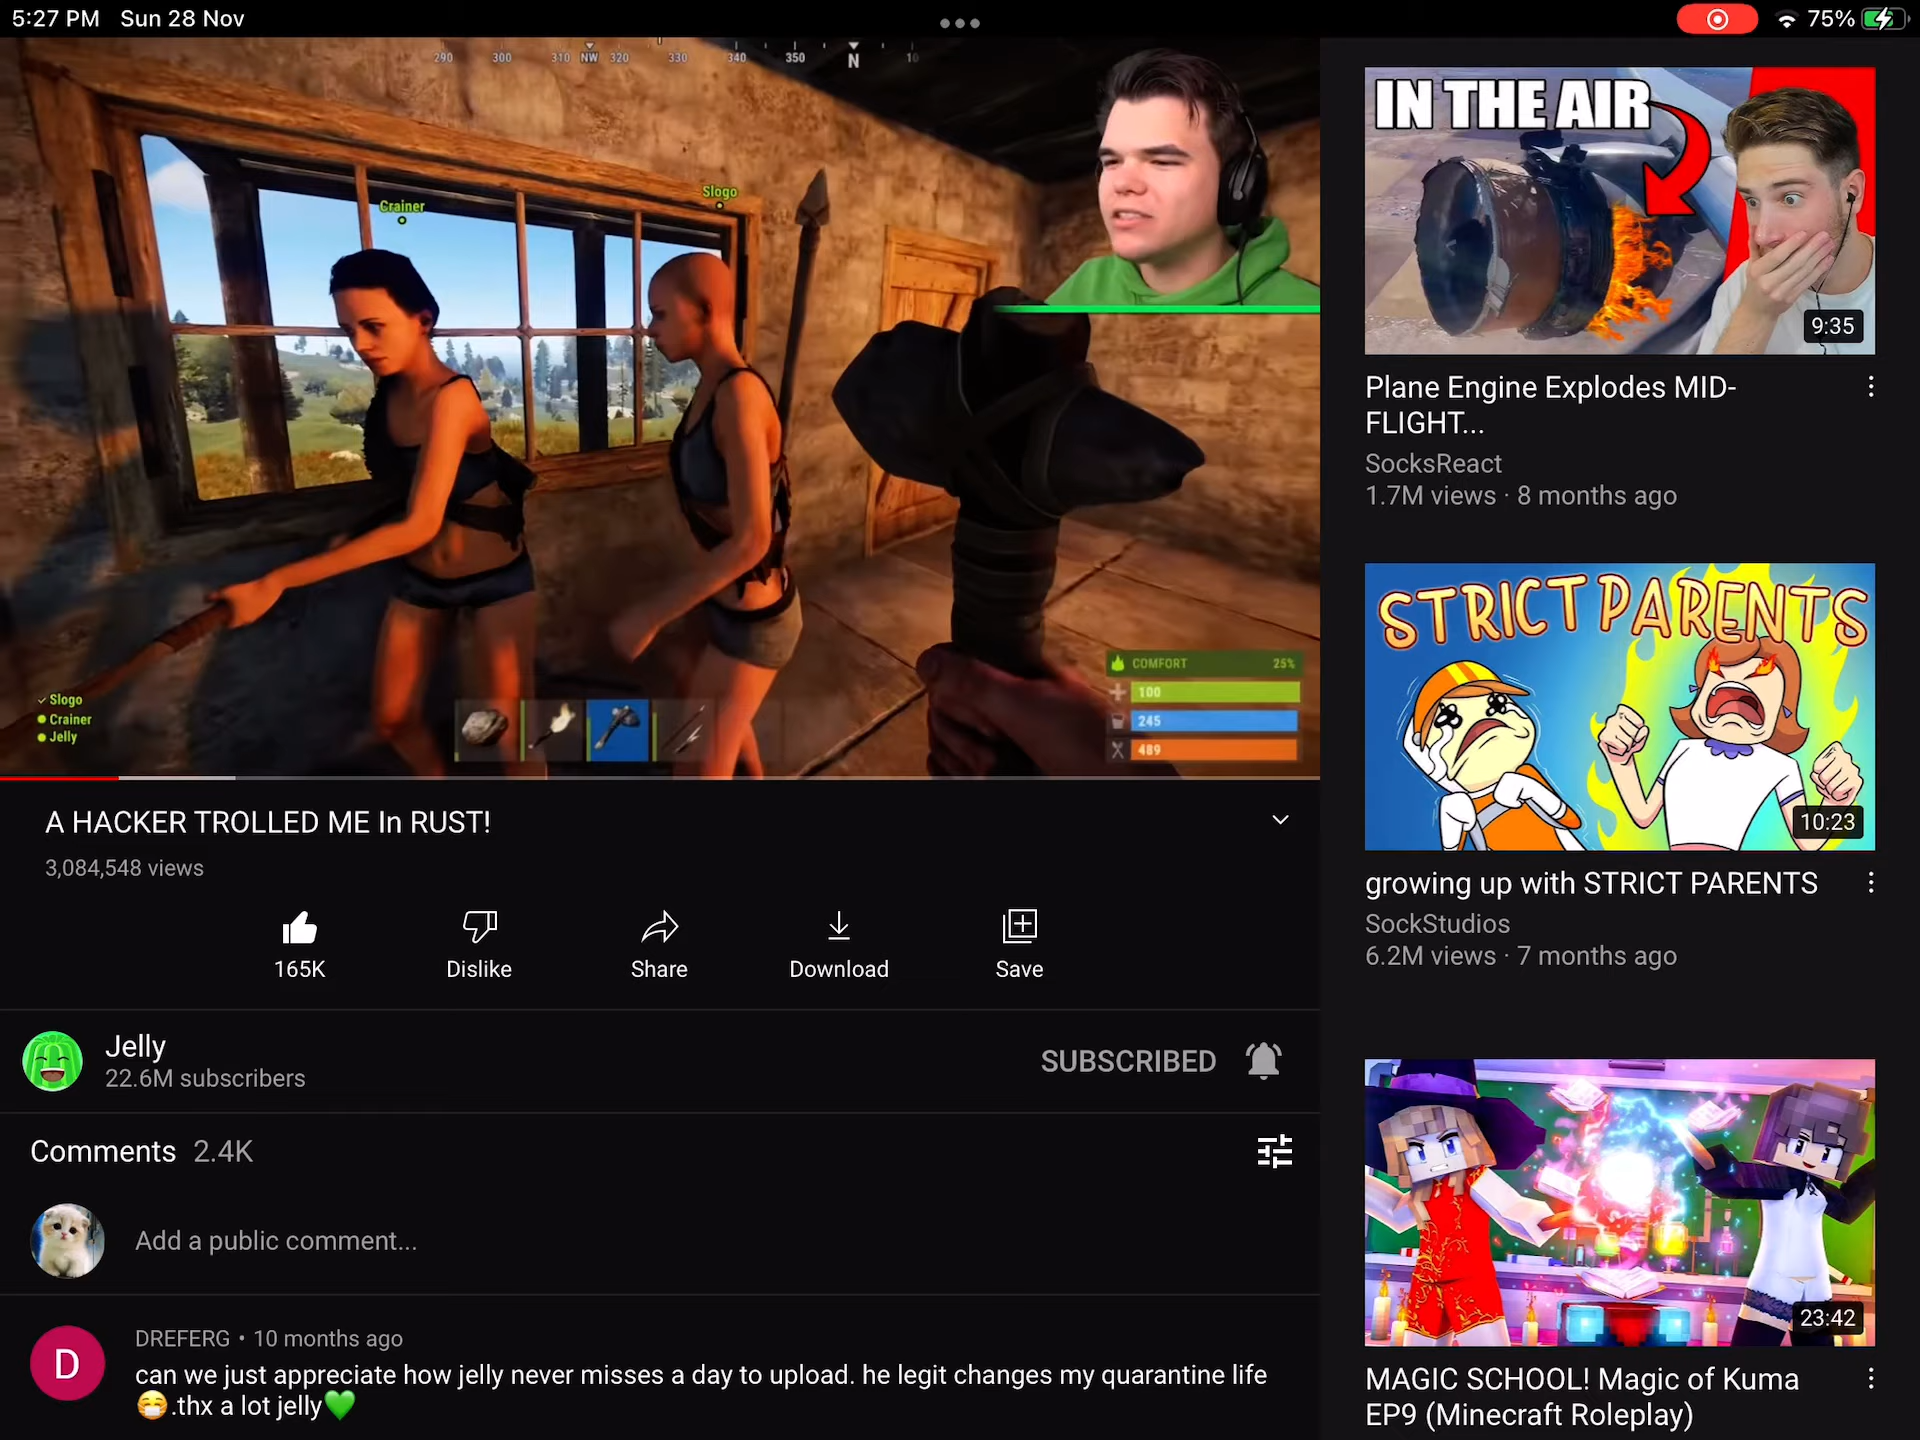 5:27 PM Sun 28 Nov
75%
290 300 310 NW 320 330 340 350 N 10
Crainer
Slogo
COMFORT 25%
100
245
489
Slogo
Crainer
Jelly
A HACKER TROLLED ME In RUST!
3,084,548 views
165K Dislike Share Download Save
Jelly
22.6M subscribers
SUBSCRIBED
Comments 2.4K
Add a public comment...
D
DREFERG • 10 months ago
can we just appreciate how jelly never misses a day to upload. he legit changes my quarantine life
😷.thx a lot jelly💚
IN THE AIR
9:35
Plane Engine Explodes MID-
FLIGHT...
SocksReact
1.7M views · 8 months ago
STRICT PARENTS
10:23
growing up with STRICT PARENTS
SockStudios
6.2M views · 7 months ago
23:42
MAGIC SCHOOL! Magic of Kuma
EP9 (Minecraft Roleplay)